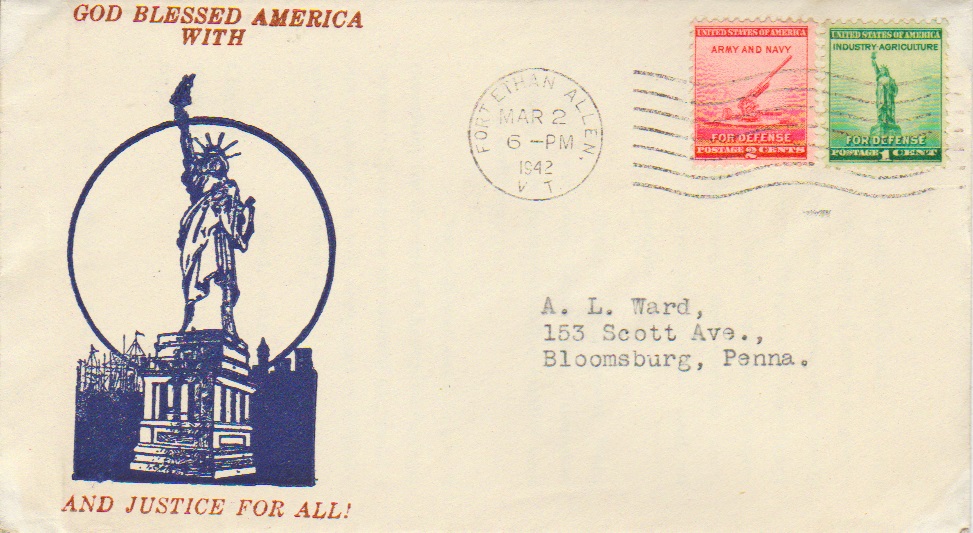 GOD BLESSED AMERICA
WITH
AND JUSTICE FOR ALL!
FORT ETHAN ALLEN,
MAR 2
6 -PM
1942
V T.
UNITED STATES OF AMERICA
ARMY AND NAVY
FOR DEFENSE
POSTAGE 2 CENTS
UNITED STATES OF AMERICA
INDUSTRY AGRICULTURE
FOR DEFENSE
POSTAGE 1 CENT
A. L. Ward,
153 Scott Ave.,
Bloomsburg, Penna.